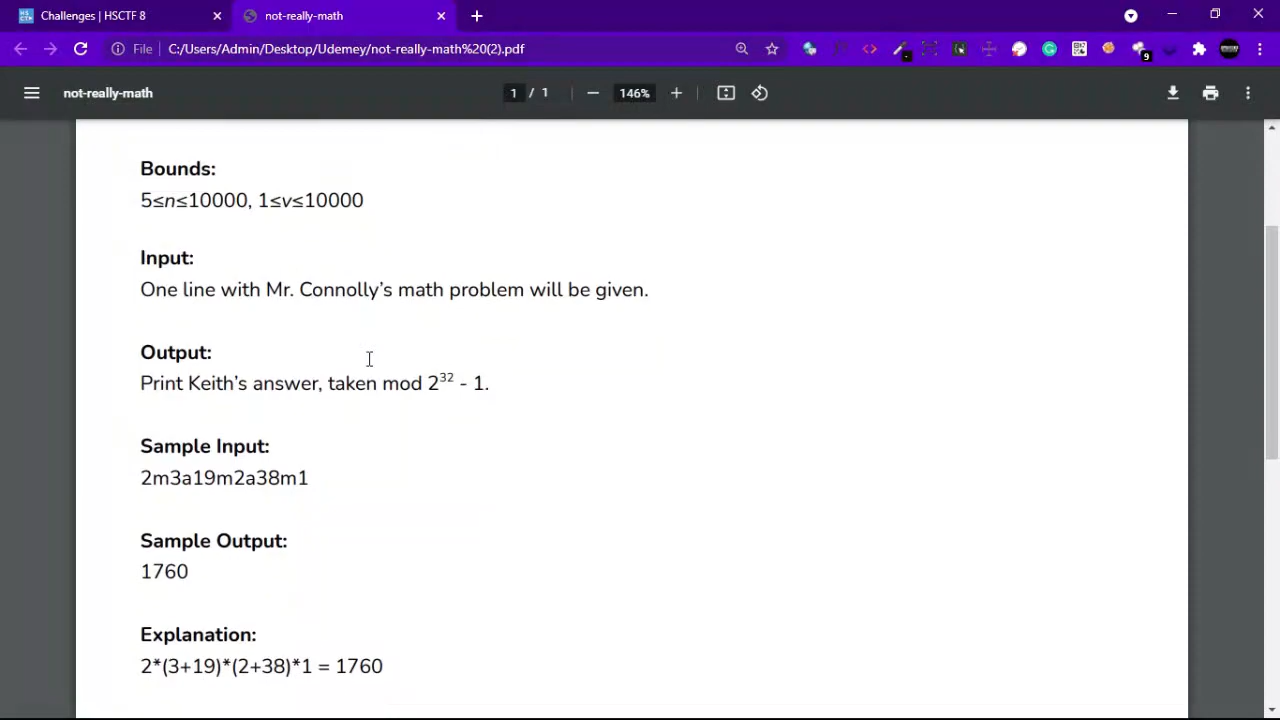 Challenges | HSCTF 8
not-really-math
File
C:/Users/Admin/Desktop/Udemey/not-really-math%20(2).pdf
9
not-really-math
1 / 1
146%
Bounds:
5≤n≤10000, 1≤v≤10000
Input:
One line with Mr. Connolly’s math problem will be given.
Output:
Print Keith’s answer, taken mod 2³² - 1.
Sample Input:
2m3a19m2a38m1
Sample Output:
1760
Explanation:
2*(3+19)*(2+38)*1 = 1760